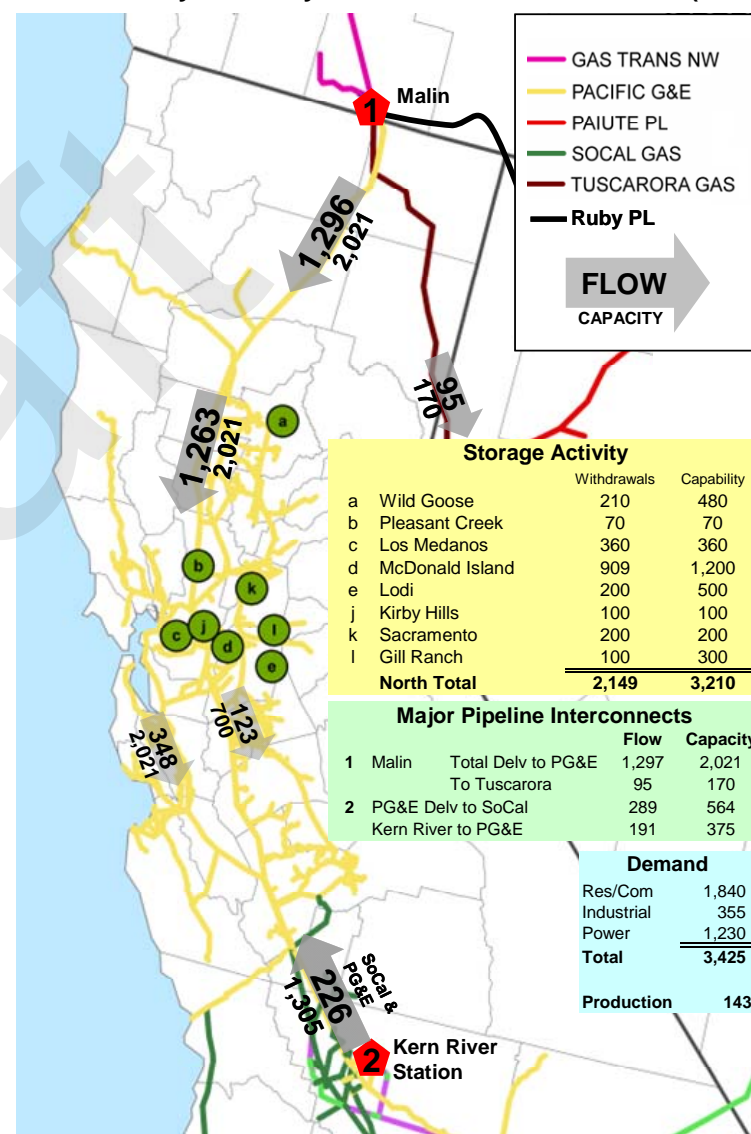 Malin
1
GAS TRANS NW
PACIFIC G&E
PAIUTE PL
SOCAL GAS
TUSCARORA GAS
Ruby PL
FLOW
CAPACITY
1,296
2,021
95
170
1,263
2,021
a
b
k
c
j
d
l
e
Storage Activity
Withdrawals Capability
a Wild Goose 210 480
b Pleasant Creek 70 70
c Los Medanos 360 360
d McDonald Island 909 1,200
e Lodi 200 500
j Kirby Hills 100 100
k Sacramento 200 200
l Gill Ranch 100 300
North Total 2,149 3,210
123
700
348
2,021
Major Pipeline Interconnects
Flow Capacity
1 Malin Total Delv to PG&E 1,297 2,021
To Tuscarora 95 170
2 PG&E Delv to SoCal 289 564
Kern River to PG&E 191 375
Demand
Res/Com 1,840
Industrial 355
Power 1,230
Total 3,425
Production 143
SoCal &
PG&E
226
1,305
2
Kern River
Station